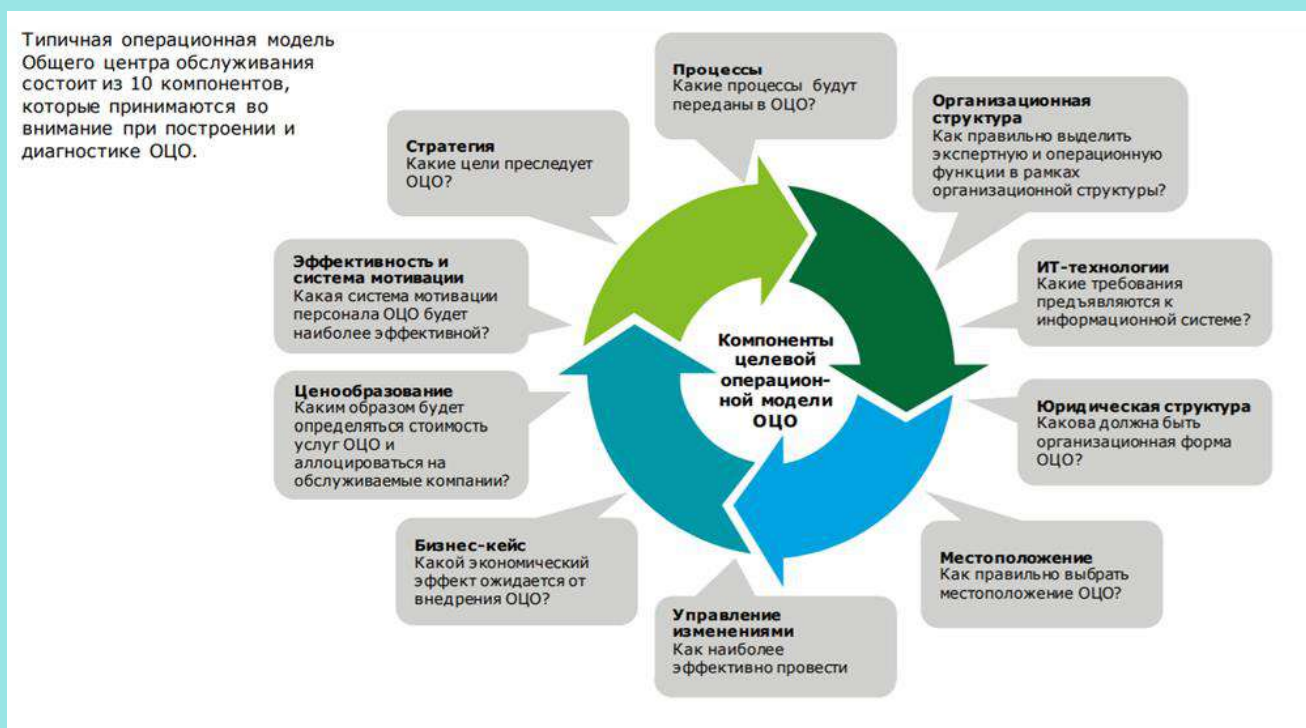 Типичная операционная модель
Общего центра обслуживания
состоит из 10 компонентов,
которые принимаются во
внимание при построении и
диагностике ОЦО.
Процессы
Какие процессы будут
переданы в ОЦО?
Организационная
структура
Как правильно выделить
экспертную и операционную
функции в рамках
организационной структуры?
ИТ-технологии
Какие требования
предъявляются к
информационной системе?
Юридическая структура
Какова должна быть
организационная форма
ОЦО?
Местоположение
Как правильно выбрать
местоположение ОЦО?
Управление
изменениями
Как наиболее
эффективно провести
Бизнес-кейс
Какой экономический
эффект ожидается от
внедрения ОЦО?
Ценообразование
Каким образом будет
определяться стоимость
услуг ОЦО и
аллоцироваться на
обслуживаемые компании?
Эффективность и
система мотивации
Какая система мотивации
персонала ОЦО будет
наиболее эффективной?
Стратегия
Какие цели преследует
ОЦО?
Компоненты
целевой
операцион-
ной модели
ОЦО